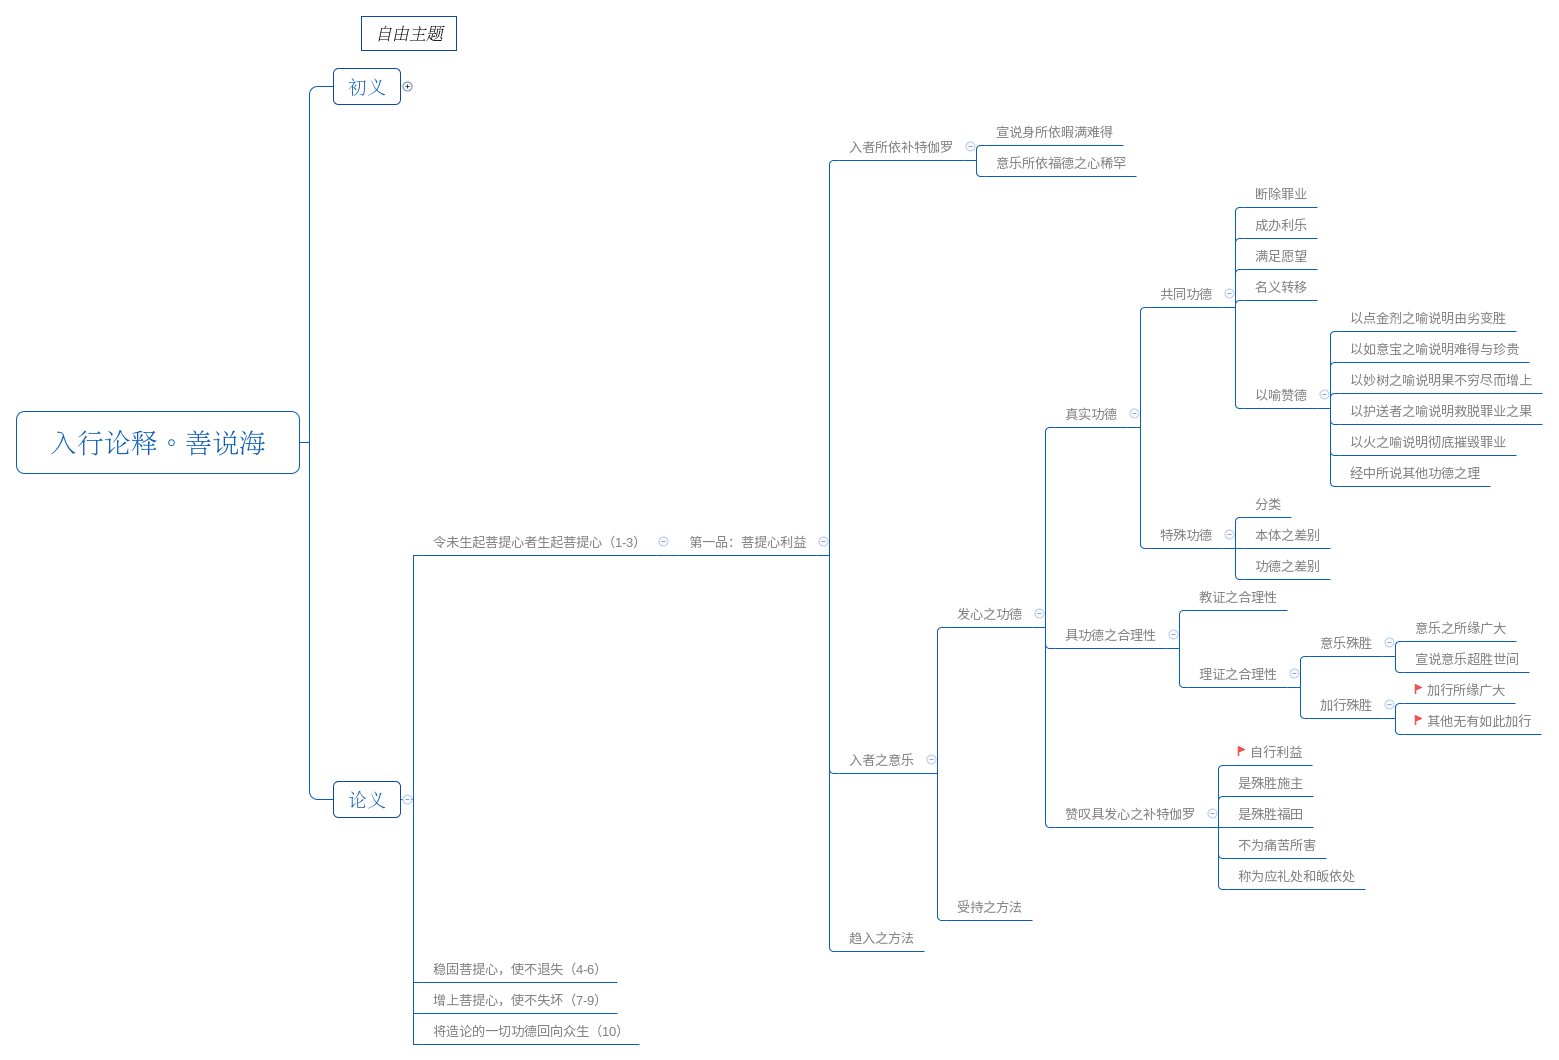 自由主题
初义
宣说身所依暇满难得
入者所依补特伽罗
意乐所依福德之心稀罕
断除罪业
成办利乐
满足愿望
共同功德
名义转移
以点金剂之喻说明由劣变胜
以如意宝之喻说明难得与珍贵
以妙树之喻说明果不穷尽而增上
以喻赞德
真实功德
以护送者之喻说明救脱罪业之果
入行论释。善说海
以火之喻说明彻底摧毁罪业
经中所说其他功德之理
分类
特殊功德
本体之差别
令未生起菩提心者生起菩提心（1-3）
第一品：菩提心利益
功德之差别
教证之合理性
发心之功德
意乐之所缘广大
具功德之合理性
意乐殊胜
宣说意乐超胜世间
理证之合理性
加行所缘广大
加行殊胜
其他无有如此加行
自行利益
入者之意乐
是殊胜施主
论义
赞叹具发心之补特伽罗
是殊胜福田
不为痛苦所害
称为应礼处和皈依处
受持之方法
趋入之方法
稳固菩提心，使不退失（4-6）
增上菩提心，使不失坏（7-9）
将造论的一切功德回向众生（10）